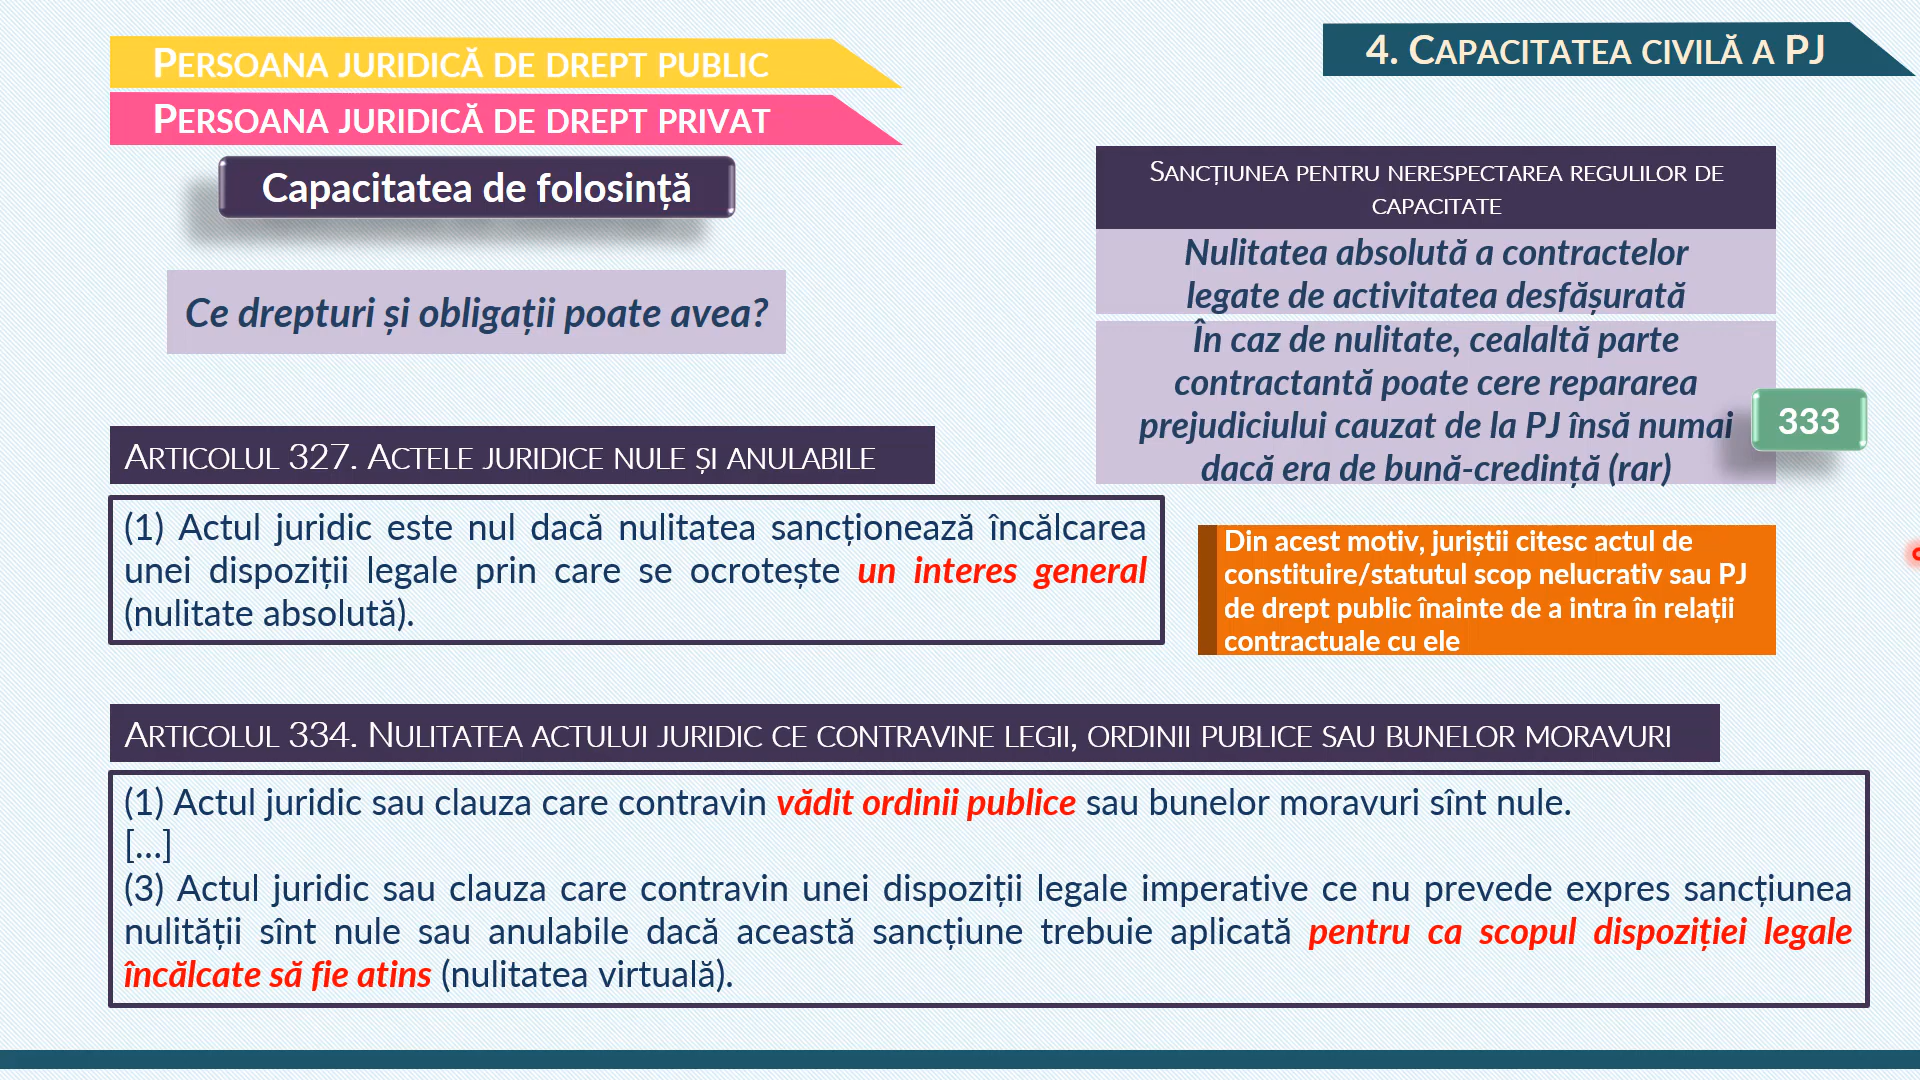 PERSOANA JURIDICĂ DE DREPT PUBLIC
PERSOANA JURIDICĂ DE DREPT PRIVAT
4. CAPACITATEA CIVILĂ A PJ
Capacitatea de folosință
Ce drepturi și obligații poate avea?
SANCȚIUNEA PENTRU NERESPECTAREA REGULILOR DE
CAPACITATE
Nulitatea absolută a contractelor
legate de activitatea desfășurată
În caz de nulitate, cealaltă parte
contractantă poate cere repararea
prejudiciului cauzat de la PJ însă numai
dacă era de bună-credință (rar)
333
ARTICOLUL 327. ACTELE JURIDICE NULE ȘI ANULABILE
(1) Actul juridic este nul dacă nulitatea sancționează încălcarea
unei dispoziții legale prin care se ocrotește un interes general
(nulitate absolută).
Din acest motiv, juriștii citesc actul de
constituire/statutul scop nelucrativ sau PJ
de drept public înainte de a intra în relații
contractuale cu ele
ARTICOLUL 334. NULITATEA ACTULUI JURIDIC CE CONTRAVINE LEGII, ORDINII PUBLICE SAU BUNELOR MORAVURI
(1) Actul juridic sau clauza care contravin vădit ordinii publice sau bunelor moravuri sînt nule.
[...]
(3) Actul juridic sau clauza care contravin unei dispoziții legale imperative ce nu prevede expres sancțiunea
nulității sînt nule sau anulabile dacă această sancțiune trebuie aplicată pentru ca scopul dispoziției legale
încălcate să fie atins (nulitatea virtuală).